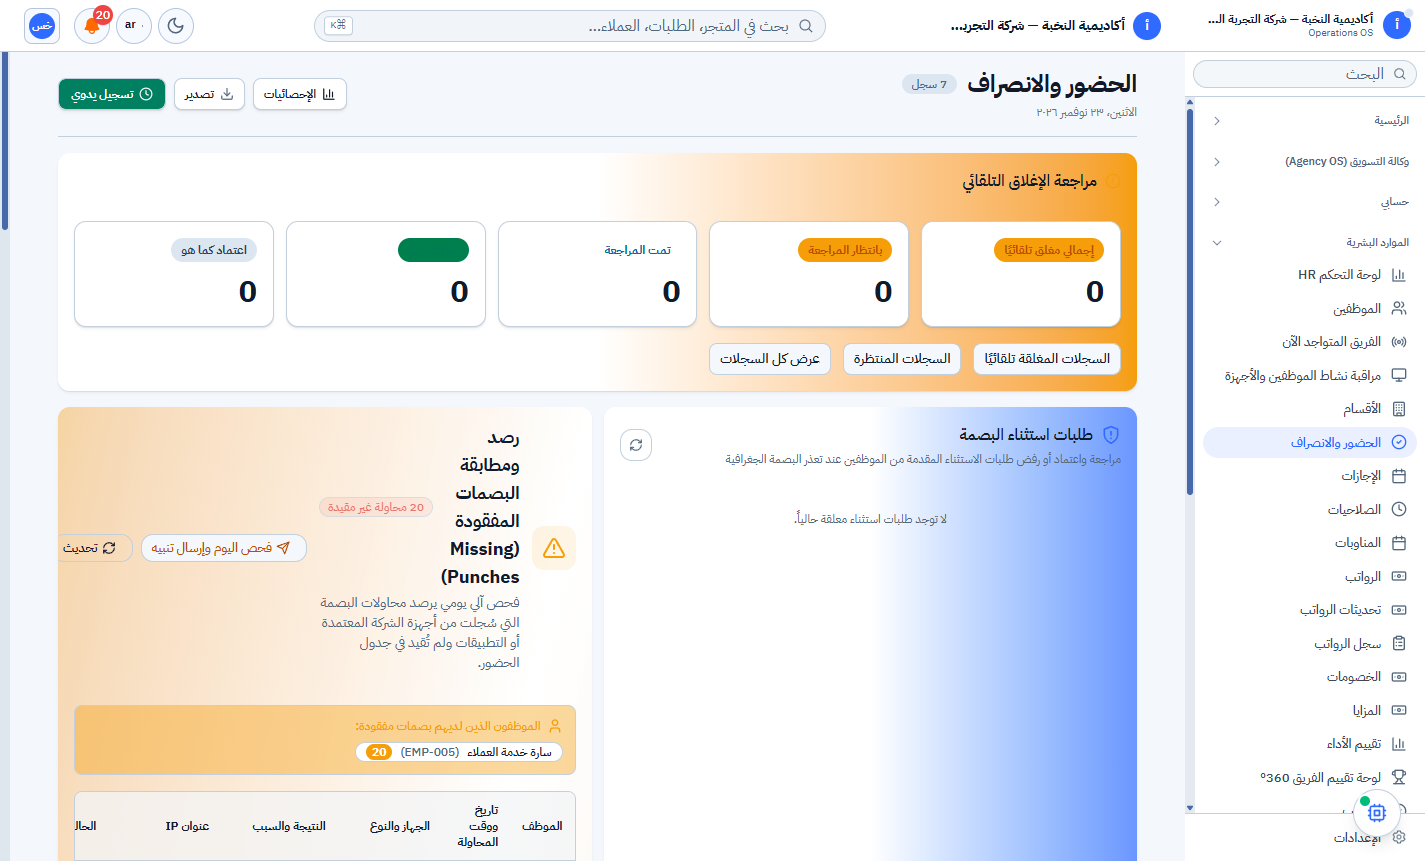 أكاديمية النخبة — شركة التجربة الـ...
Operations OS
أكاديمية النخبة — شركة التجريـ...
بحث في المتجر، الطلبات، العملاء...
⌘K
ar
20
خس
البحث
الرئيسية
وكالة التسويق (Agency OS)
حسابي
الموارد البشرية
لوحة التحكم HR
الموظفين
الفريق المتواجد الآن
مراقبة نشاط الموظفين والأجهزة
الأقسام
الحضور والانصراف
الإجازات
الصلاحيات
المناوبات
الرواتب
تحديثات الرواتب
سجل الرواتب
الخصومات
المزايا
تقييم الأداء
لوحة تقييم الفريق 360°
الإعدادات
الحضور والانصراف
7 سجل
الاثنين، ٢٣ نوفمبر ٢٠٢٦
الإحصائيات
تصدير
تسجيل يدوي
مراجعة الإغلاق التلقائي
إجمالي مغلق تلقائيًا
0
بانتظار المراجعة
0
تمت المراجعة
0
0
اعتماد كما هو
0
السجلات المغلقة تلقائيًا
السجلات المنتظرة
عرض كل السجلات
طلبات استثناء البصمة
مراجعة واعتماد أو رفض طلبات الاستثناء المقدمة من الموظفين عند تعذر البصمة الجغرافية
لا توجد طلبات استثناء معلقة حالياً.
رصد
ومطابقة
البصمات
المفقودة
(Missing
Punches)
20 محاولة غير مقيدة
فحص اليوم وإرسال تنبيه
تحديث
فحص آلي يومي يرصد محاولات البصمة
التي سُجلت من أجهزة الشركة المعتمدة
أو التطبيقات ولم تُقيد في جدول
الحضور.
الموظفون الذين لديهم بصمات مفقودة:
سارة خدمة العملاء (EMP-005) 20
الموظف
تاريخ
ووقت
المحاولة
الجهاز والنوع
النتيجة والسبب
عنوان IP
الحال